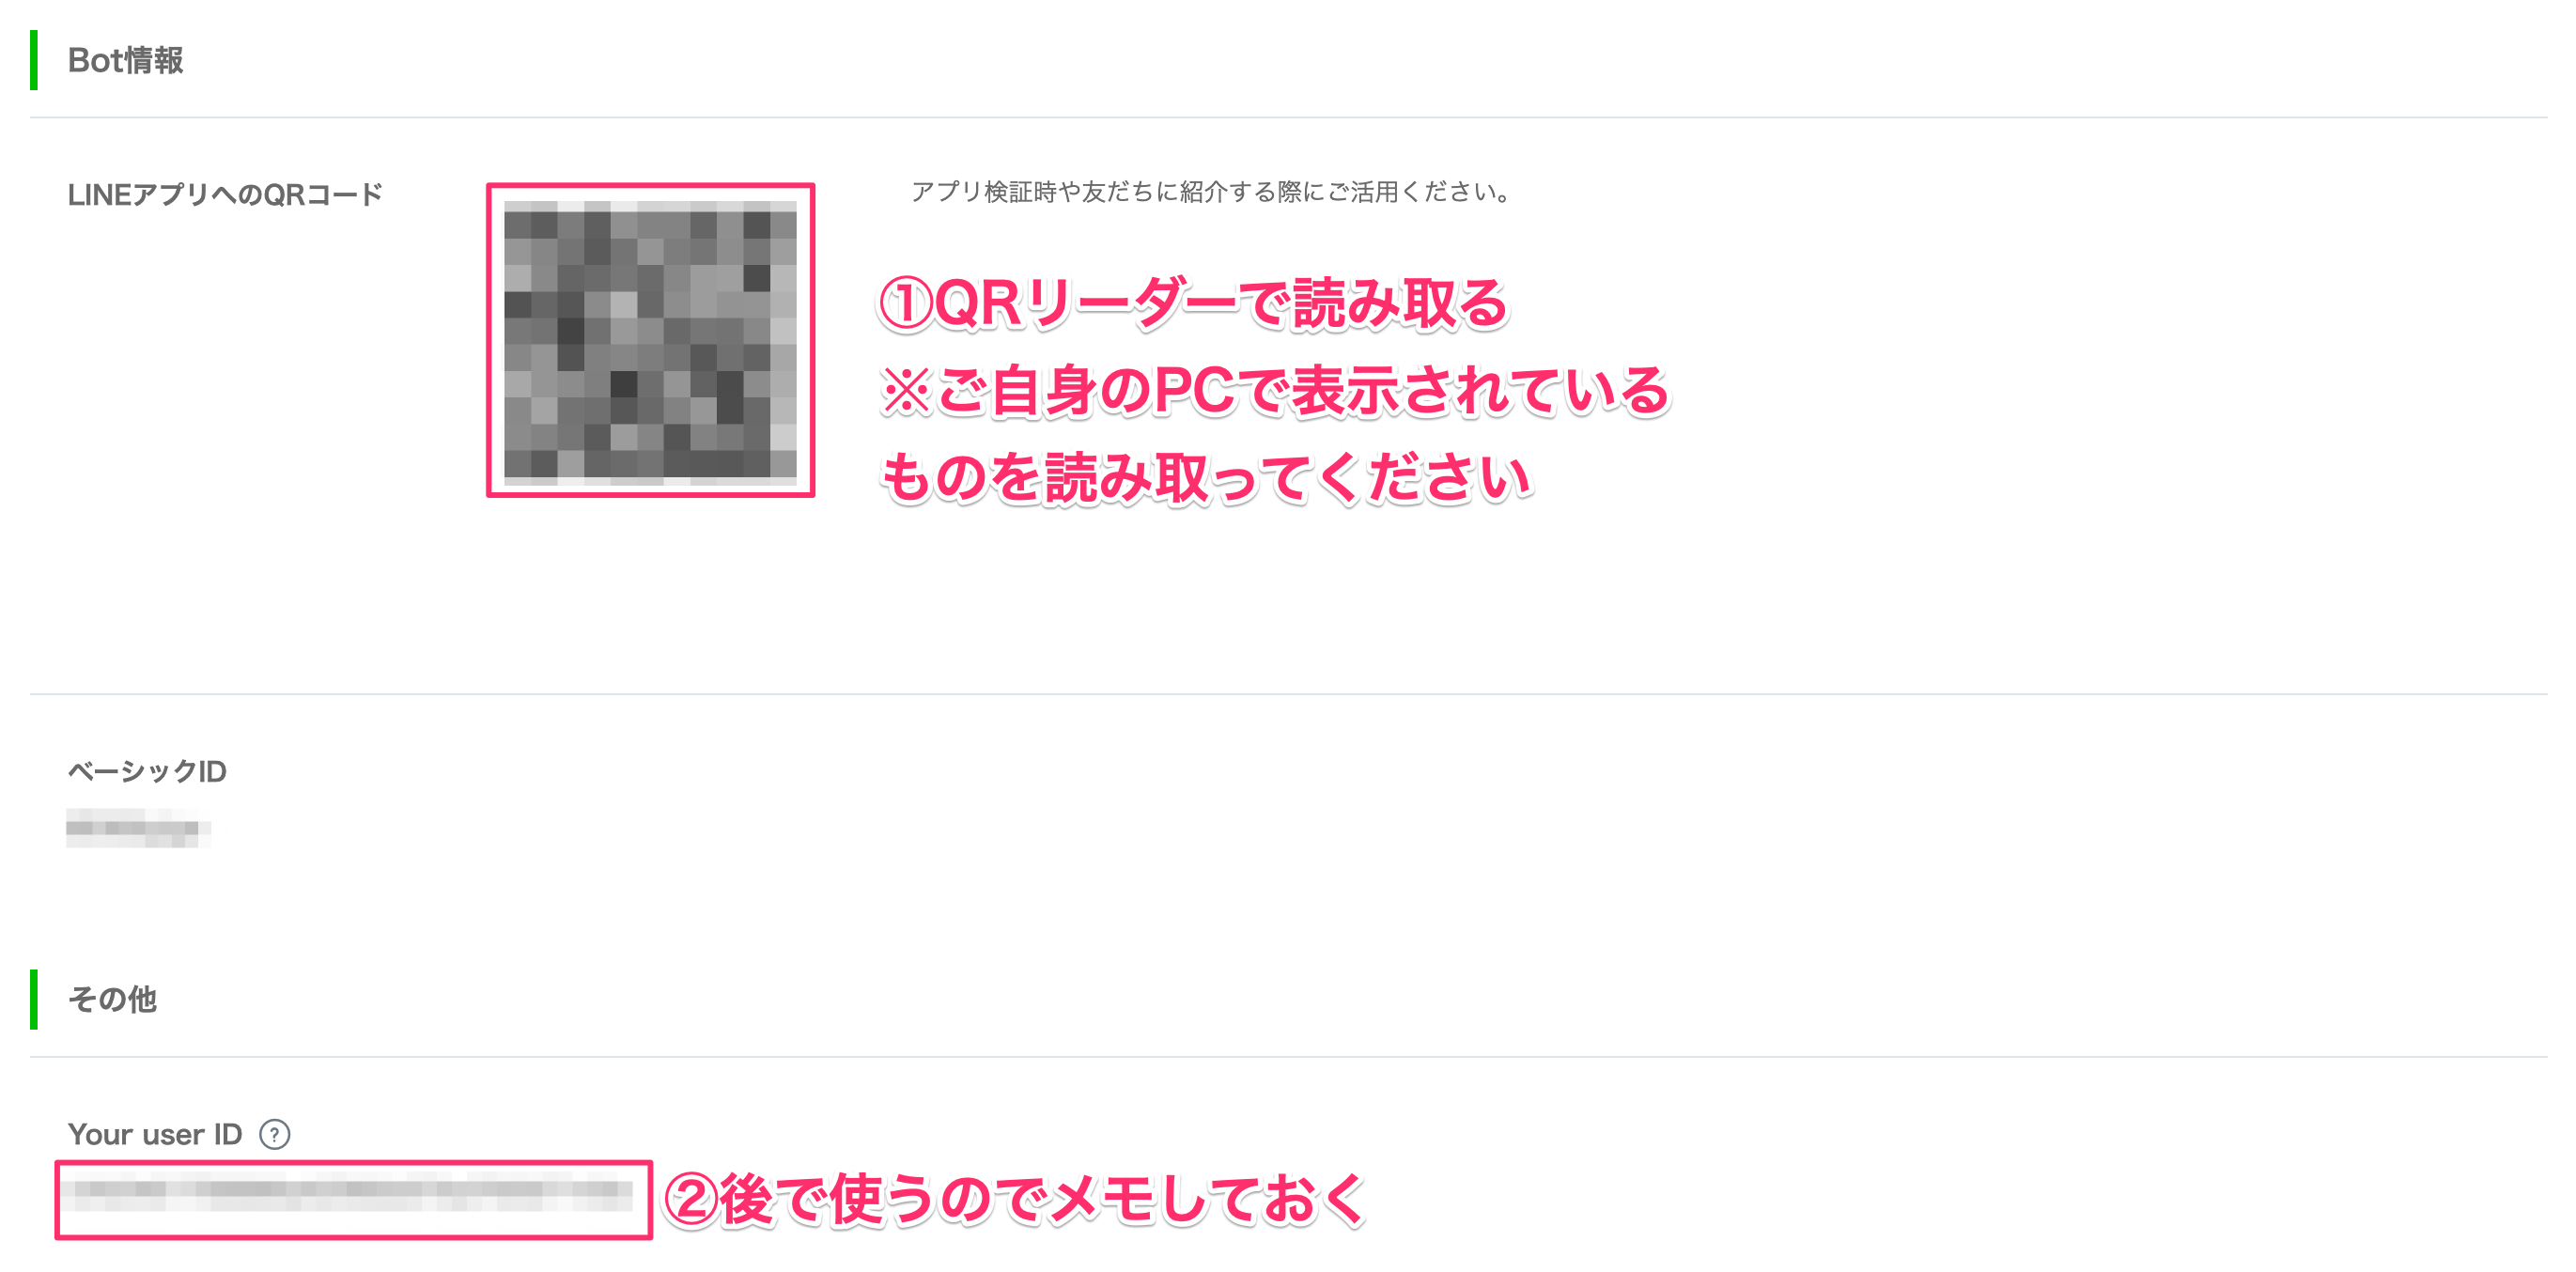 Bot情報
LINEアプリへのQRコード
アプリ検証時や友だちに紹介する際にご活用ください。
①QRリーダーで読み取る
※ご自身のPCで表示されている
ものを読み取ってください
ベーシックID
その他
Your user ID ?
②後で使うのでメモしておく